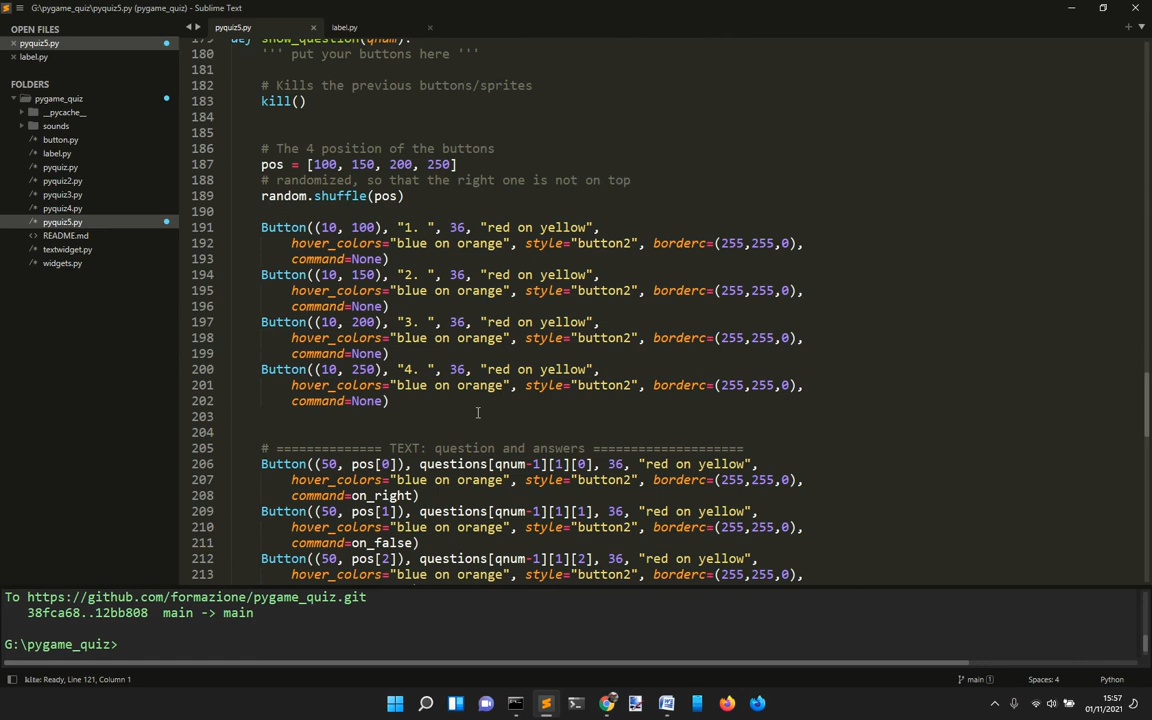 G:\pygame_quiz\pyquiz5.py (pygame_quiz) - Sublime Text
OPEN FILES
pyquiz5.py
label.py
FOLDERS
pygame_quiz
__pycache__
sounds
button.py
label.py
pyquiz.py
pyquiz2.py
pyquiz3.py
pyquiz4.py
pyquiz5.py
README.md
textwidget.py
widgets.py
pyquiz5.py
label.py
179 def show_question(qnum):
180 ''' put your buttons here '''
181
182 # Kills the previous buttons/sprites
183 kill()
184
185
186 # The 4 position of the buttons
187 pos = [100, 150, 200, 250]
188 # randomized, so that the right one is not on top
189 random.shuffle(pos)
190
191 Button((10, 100), "1. ", 36, "red on yellow",
192 hover_colors="blue on orange", style="button2", borderc=(255,255,0),
193 command=None)
194 Button((10, 150), "2. ", 36, "red on yellow",
195 hover_colors="blue on orange", style="button2", borderc=(255,255,0),
196 command=None)
197 Button((10, 200), "3. ", 36, "red on yellow",
198 hover_colors="blue on orange", style="button2", borderc=(255,255,0),
199 command=None)
200 Button((10, 250), "4. ", 36, "red on yellow",
201 hover_colors="blue on orange", style="button2", borderc=(255,255,0),
202 command=None)
203
204
205 # ============== TEXT: question and answers ====================
206 Button((50, pos[0]), questions[qnum-1][1][0], 36, "red on yellow",
207 hover_colors="blue on orange", style="button2", borderc=(255,255,0),
208 command=on_right)
209 Button((50, pos[1]), questions[qnum-1][1][1], 36, "red on yellow",
210 hover_colors="blue on orange", style="button2", borderc=(255,255,0),
211 command=on_false)
212 Button((50, pos[2]), questions[qnum-1][1][2], 36, "red on yellow",
213 hover_colors="blue on orange", style="button2", borderc=(255,255,0),
To https://github.com/formazione/pygame_quiz.git
38fca68..12bb808 main -> main
G:\pygame_quiz>
kite: Ready, Line 121, Column 1
main 1
Spaces: 4
Python
15:57
01/11/2021